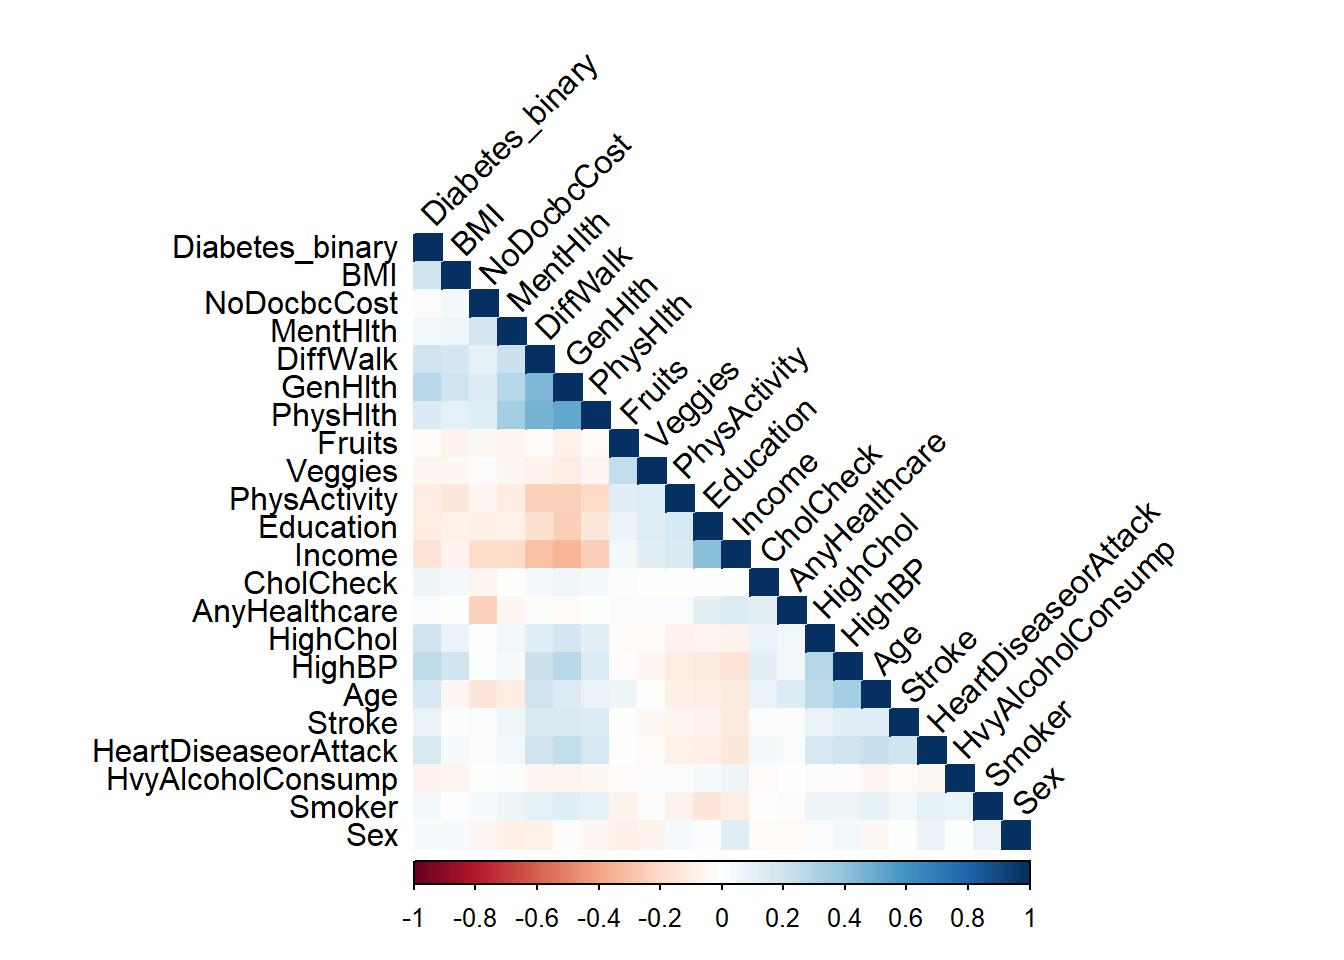 Diabetes_binary
BMI
NoDocbcCost
MentHlth
DiffWalk
GenHlth
PhysHlth
Fruits
Veggies
PhysActivity
Education
Income
CholCheck
AnyHealthcare
HighChol
HighBP
Age
Stroke
HeartDiseaseorAttack
HvyAlcoholConsump
Smoker
Sex
Diabetes_binary
BMI
NoDocbcCost
MentHlth
DiffWalk
GenHlth
PhysHlth
Fruits
Veggies
PhysActivity
Education
Income
CholCheck
AnyHealthcare
HighChol
HighBP
Age
Stroke
HeartDiseaseorAttack
HvyAlcoholConsump
Smoker
Sex
-1 -0.8 -0.6 -0.4 -0.2 0 0.2 0.4 0.6 0.8 1